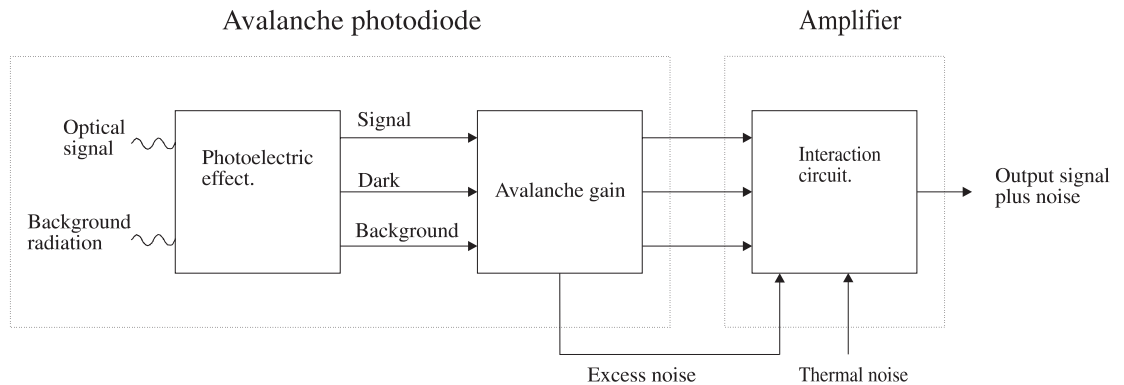 Avalanche photodiode
Amplifier
Optical
signal
Photoelectric
effect.
Signal
Dark
Background
Avalanche gain
Interaction
circuit.
Output signal
plus noise
Background
radiation
Excess noise
Thermal noise